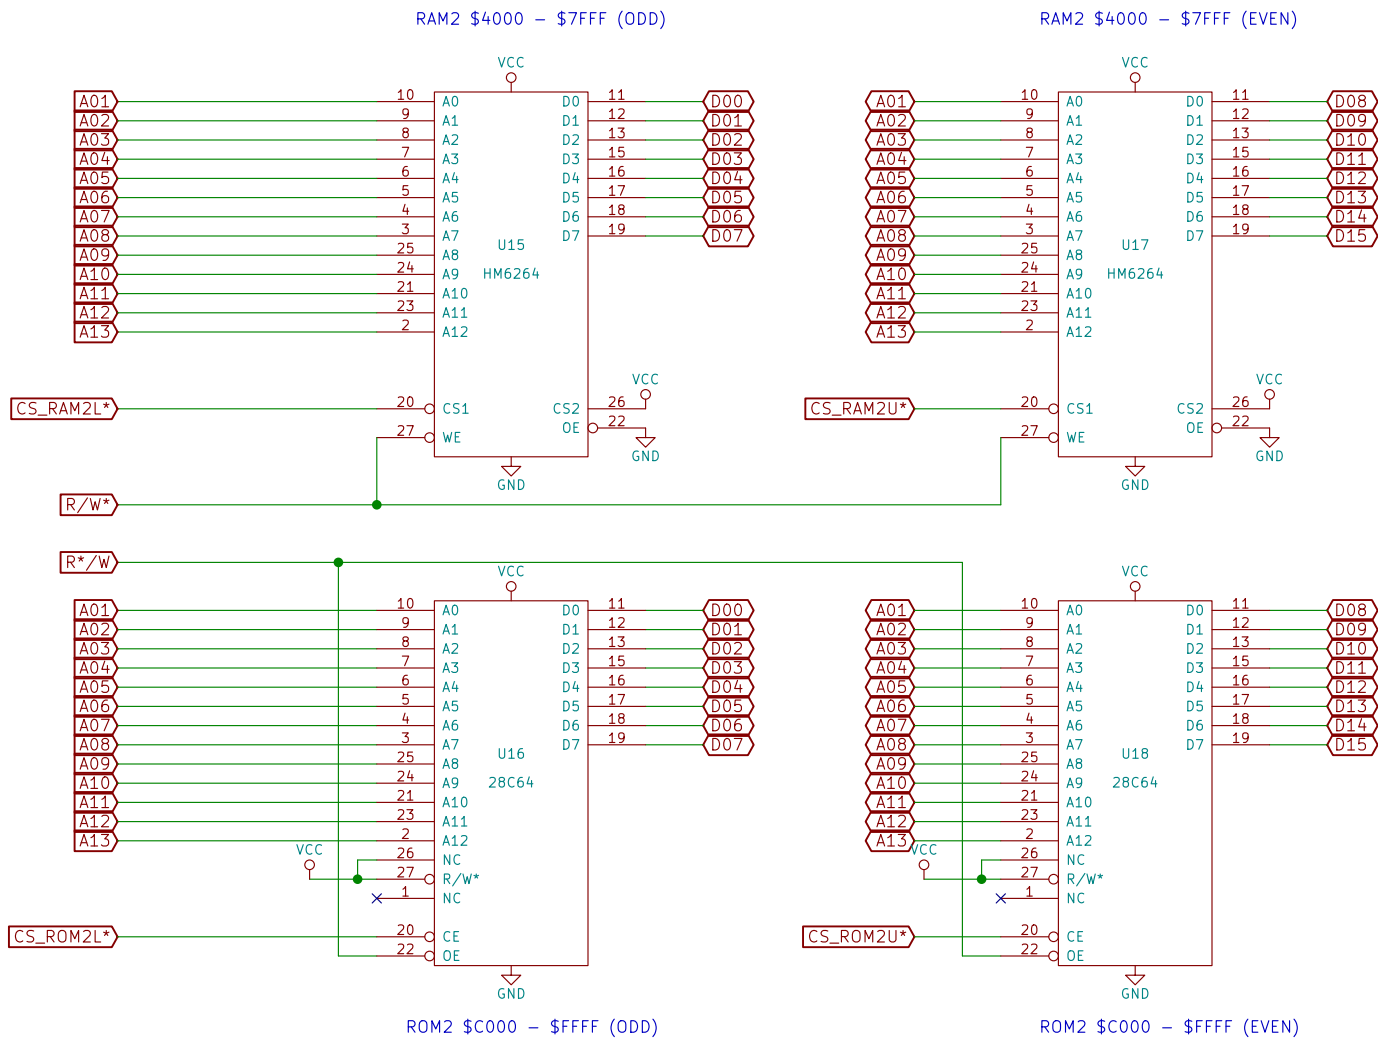 RAM2 $4000 - $7FFF (ODD)
RAM2 $4000 - $7FFF (EVEN)
VCC
VCC
A01 10 A0 D0 11 D00
A02 9 A1 D1 12 D01
A03 8 A2 D2 13 D02
A04 7 A3 D3 15 D03
A05 6 A4 D4 16 D04
A06 5 A5 D5 17 D05
A07 4 A6 D6 18 D06
A08 3 A7 D7 19 D07
U15
A09 25 A8
A10 24 A9 HM6264
A11 21 A10
A12 23 A11
A13 2 A12
VCC
CS_RAM2L* 20 CS1 CS2 26
OE 22
27 WE
GND
GND
A01 10 A0 D0 11 D08
A02 9 A1 D1 12 D09
A03 8 A2 D2 13 D10
A04 7 A3 D3 15 D11
A05 6 A4 D4 16 D12
A06 5 A5 D5 17 D13
A07 4 A6 D6 18 D14
A08 3 A7 D7 19 D15
U17
A09 25 A8
A10 24 A9 HM6264
A11 21 A10
A12 23 A11
A13 2 A12
VCC
CS_RAM2U* 20 CS1 CS2 26
OE 22
27 WE
GND
GND
R/W*
R*/W
VCC
VCC
A01 10 A0 D0 11 D00
A02 9 A1 D1 12 D01
A03 8 A2 D2 13 D02
A04 7 A3 D3 15 D03
A05 6 A4 D4 16 D04
A06 5 A5 D5 17 D05
A07 4 A6 D6 18 D06
A08 3 A7 D7 19 D07
U16
A09 25 A8
A10 24 A9 28C64
A11 21 A10
A12 23 A11
A13 2 A12
VCC
26 NC
27 R/W*
1 NC
CS_ROM2L* 20 CE
22 OE
GND
A01 10 A0 D0 11 D08
A02 9 A1 D1 12 D09
A03 8 A2 D2 13 D10
A04 7 A3 D3 15 D11
A05 6 A4 D4 16 D12
A06 5 A5 D5 17 D13
A07 4 A6 D6 18 D14
A08 3 A7 D7 19 D15
U18
A09 25 A8
A10 24 A9 28C64
A11 21 A10
A12 23 A11
A13 2 A12
VCC
26 NC
27 R/W*
1 NC
CS_ROM2U* 20 CE
22 OE
GND
ROM2 $C000 - $FFFF (ODD)
ROM2 $C000 - $FFFF (EVEN)